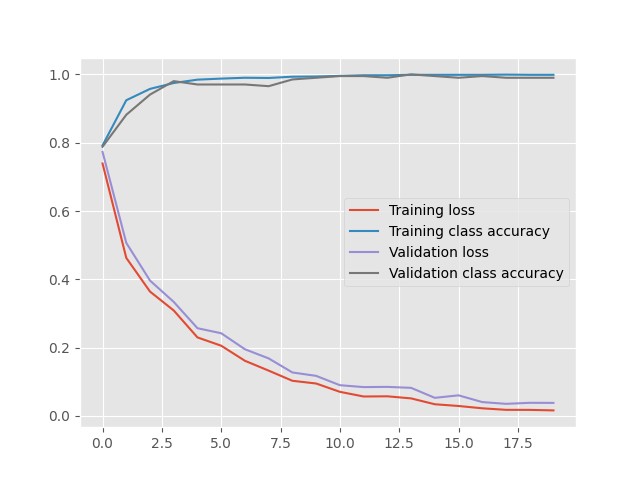 1.0
0.8
0.6
0.4
0.2
0.0
Training loss
Training class accuracy
Validation loss
Validation class accuracy
0.0 2.5 5.0 7.5 10.0 12.5 15.0 17.5